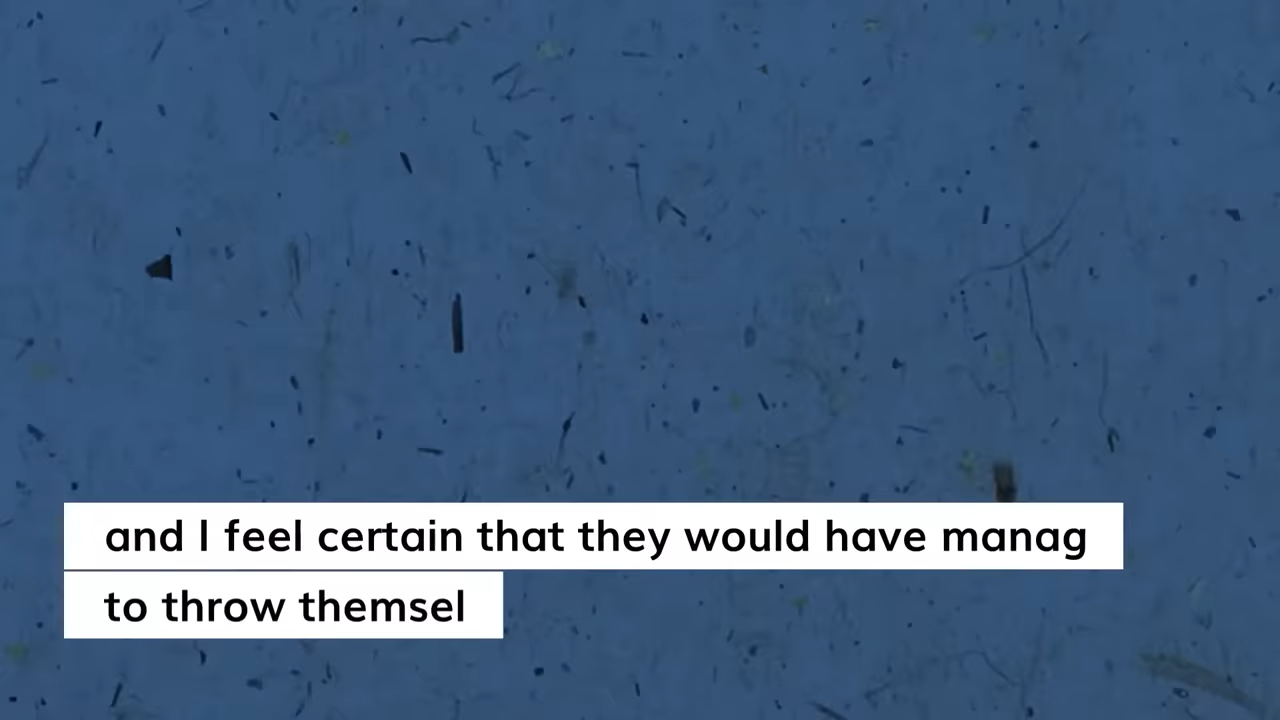 and I feel certain that they would have manag
to throw themsel